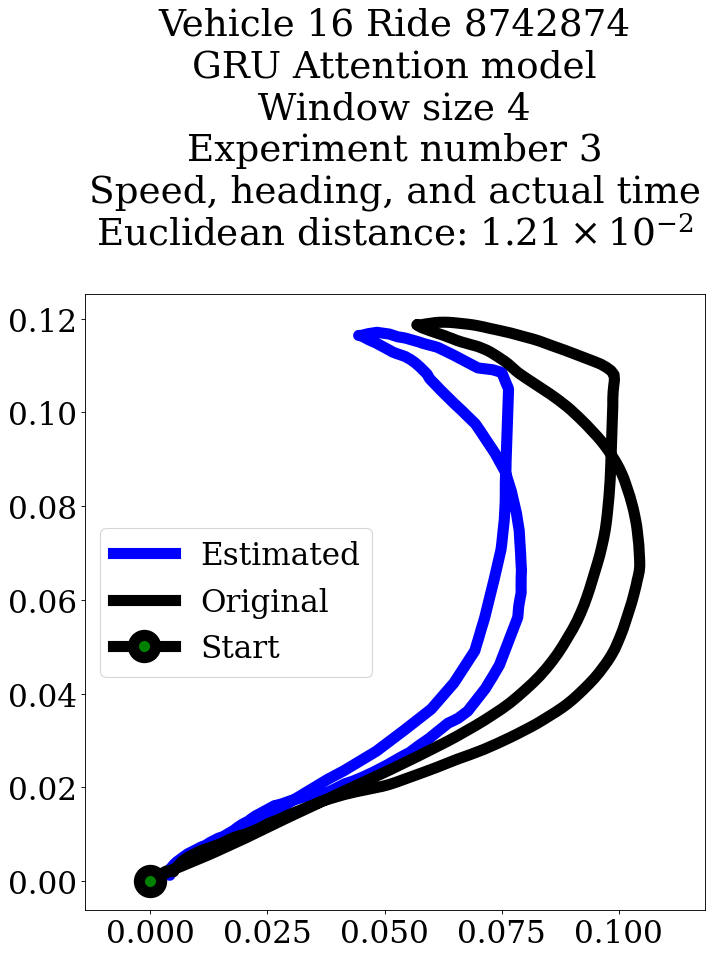 Vehicle 16 Ride 8742874
GRU Attention model
Window size 4
Experiment number 3
Speed, heading, and actual time
Euclidean distance: 1.21 × 10⁻²
0.12
0.10
0.08
0.06
0.04
0.02
0.00
Estimated
Original
Start
0.000 0.025 0.050 0.075 0.100